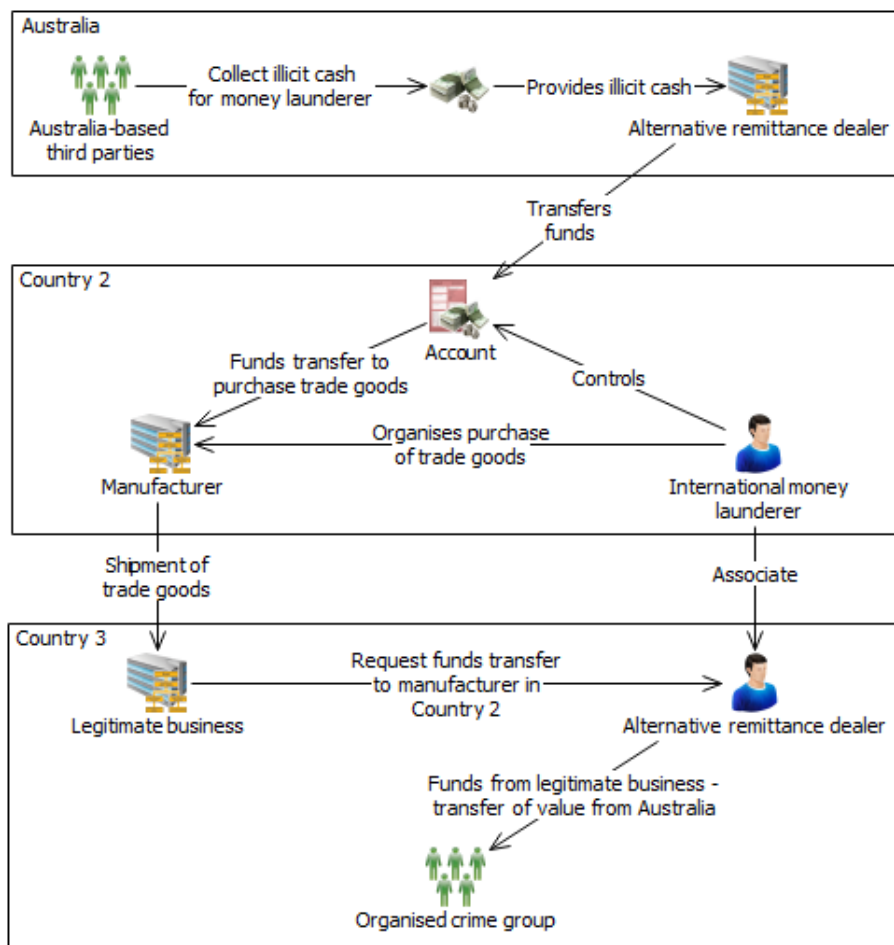 Australia
Collect illicit cash
for money launderer
Provides illicit cash
Australia-based
third parties
Alternative remittance dealer
Transfers
funds
Country 2
Account
Funds transfer to
purchase trade goods
Controls
Organises purchase
of trade goods
Manufacturer
International money
launderer
Shipment of
trade goods
Associate
Country 3
Request funds transfer
to manufacturer in
Country 2
Legitimate business
Alternative remittance dealer
Funds from legitimate business -
transfer of value from Australia
Organised crime group